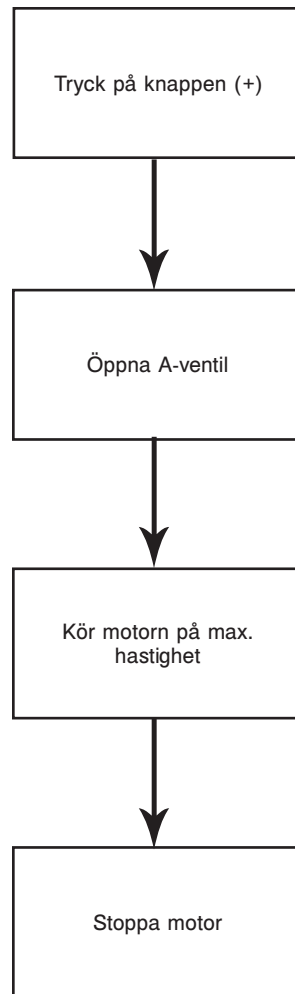 Tryck på knappen (+)
Öppna A-ventil
Kör motorn på max.
hastighet
Stoppa motor